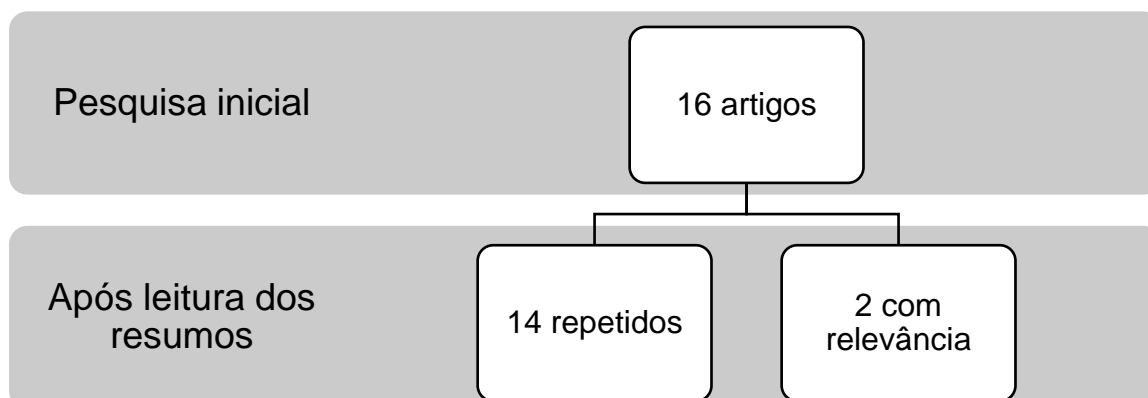 Pesquisa inicial
16 artigos
Após leitura dos
resumos
14 repetidos
2 com
relevância